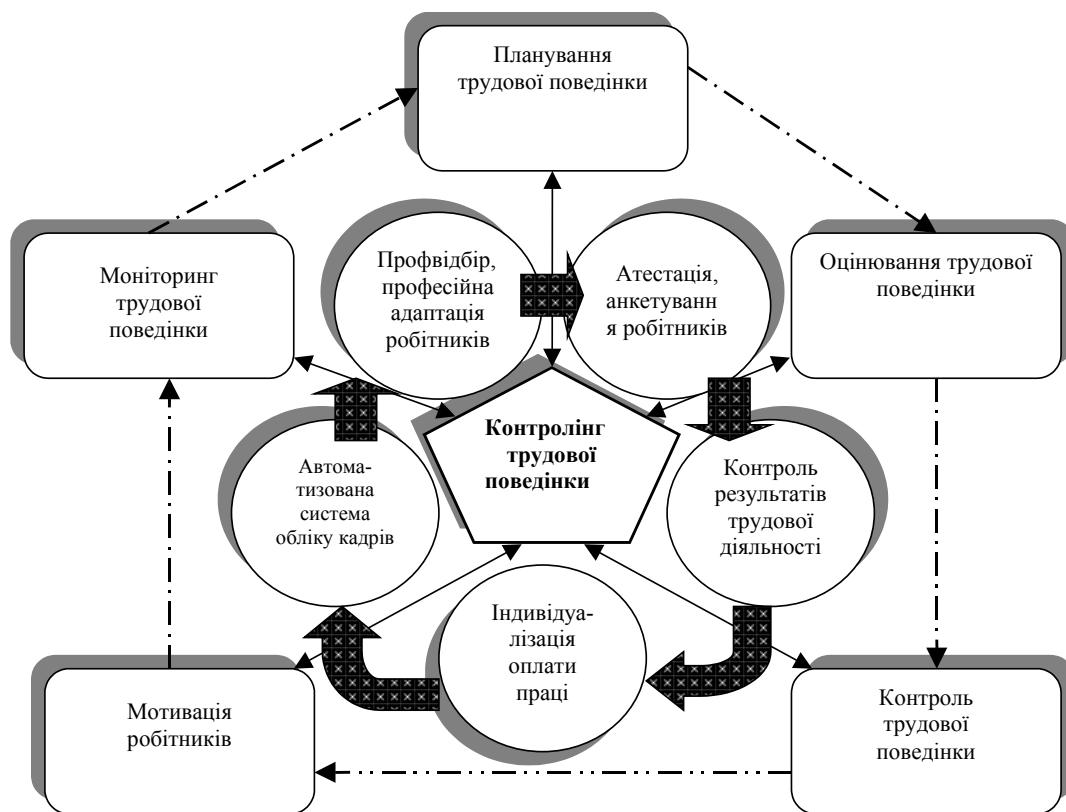 Планування
трудової поведінки
Моніторинг
трудової
поведінки
Профвідбір,
професійна
адаптація
робітників
Атестація,
анкетуванн
я робітників
Оцінювання трудової
поведінки
Контролінг
трудової
поведінки
Автома-
тизована
система
обліку кадрів
Контроль
результатів
трудової
діяльності
Індивідуа-
лізація
оплати
праці
Мотивація
робітників
Контроль
трудової
поведінки